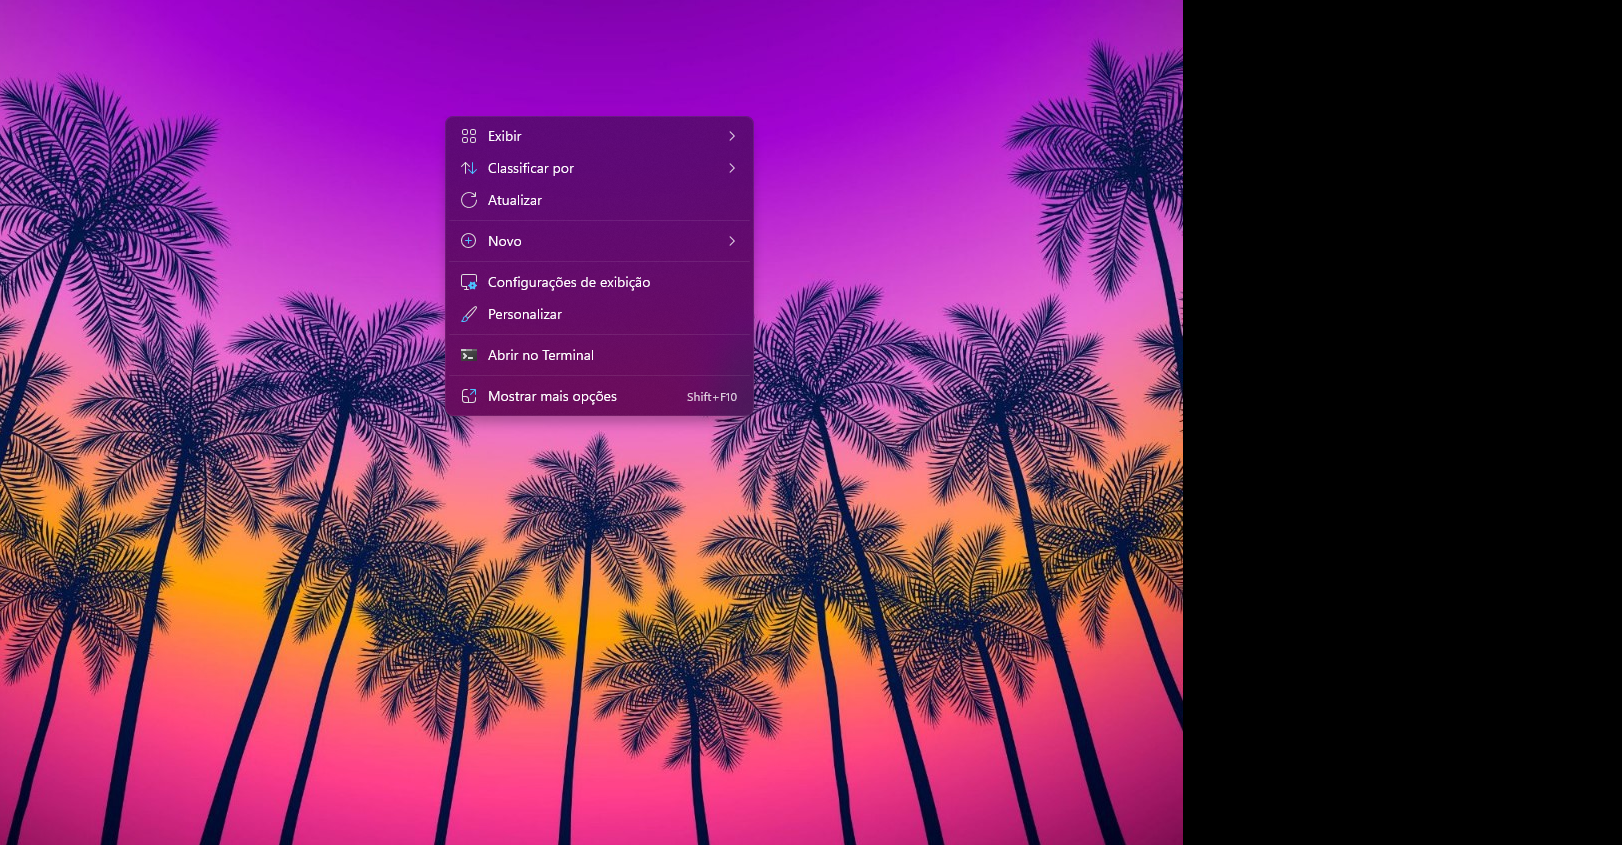 Exibir
Classificar por
Atualizar
Novo
Configurações de exibição
Personalizar
Abrir no Terminal
Mostrar mais opções Shift+F10